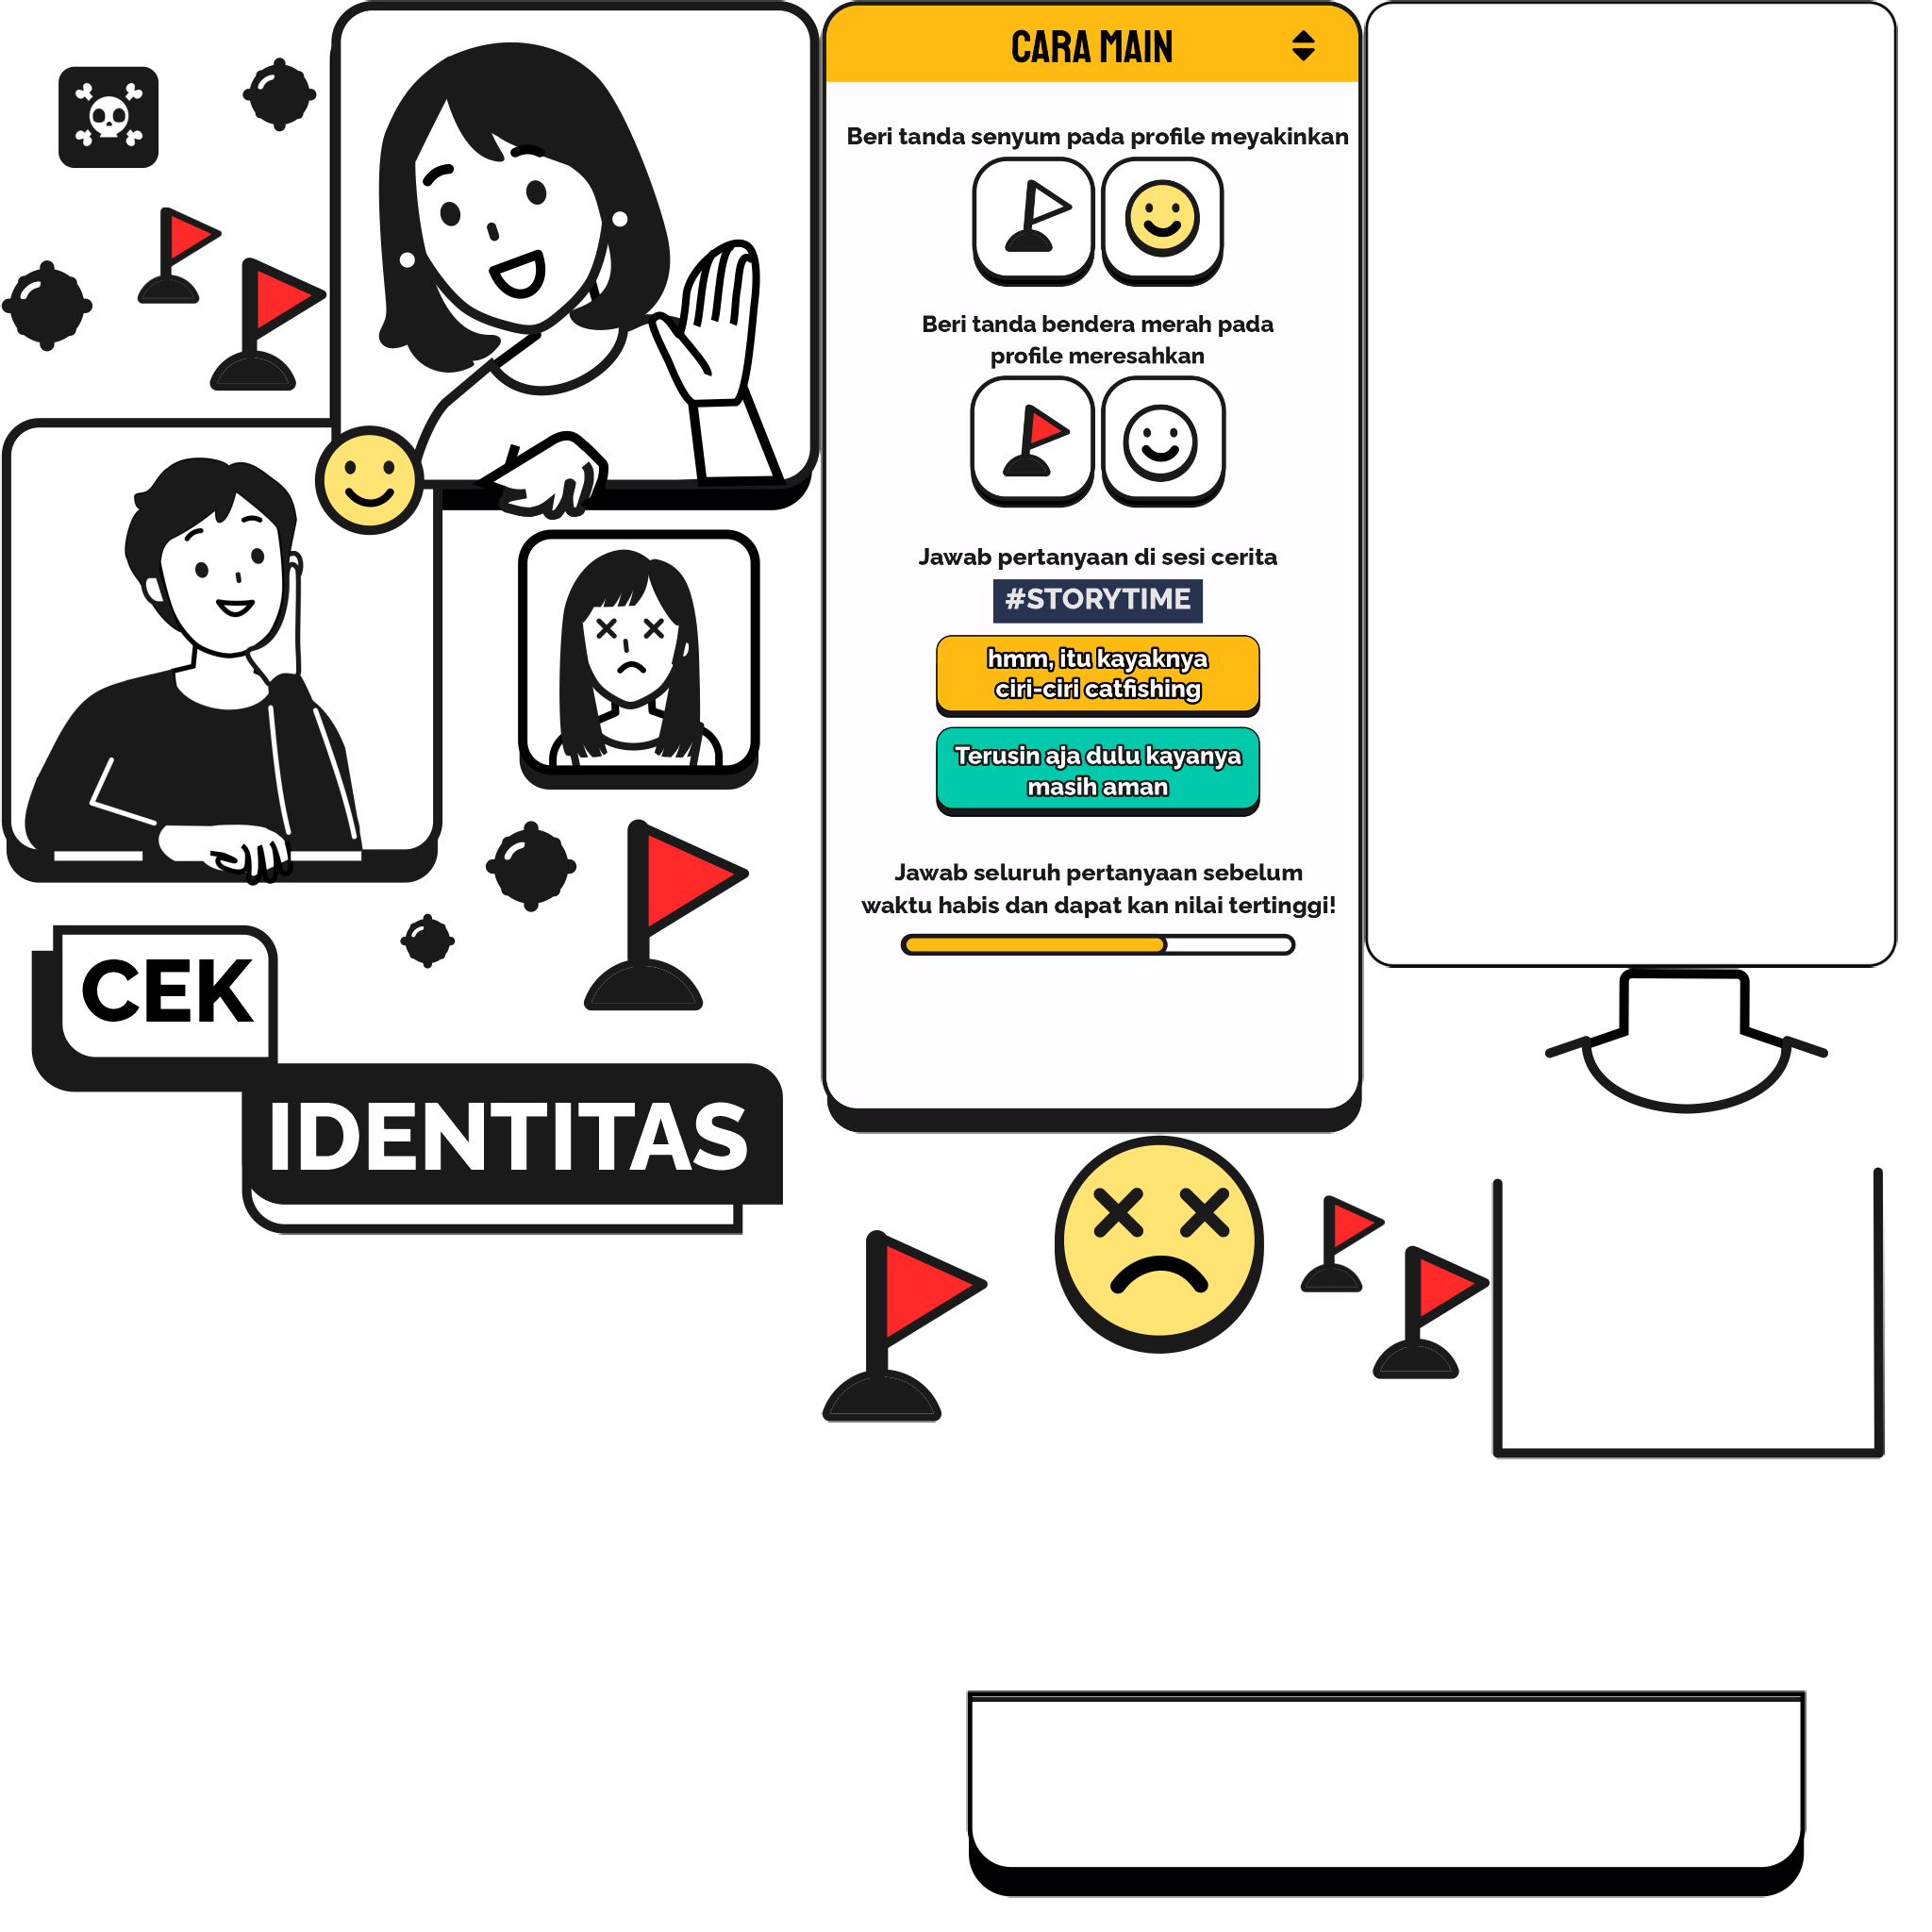 CARA MAIN
Beri tanda senyum pada profile meyakinkan
Beri tanda bendera merah pada
profile meresahkan
Jawab pertanyaan di sesi cerita
#STORYTIME
hmm, itu kayaknya
ciri-ciri catfishing
Terusin aja dulu kayanya
masih aman
Jawab seluruh pertanyaan sebelum
waktu habis dan dapat kan nilai tertinggi!
CEK
IDENTITAS